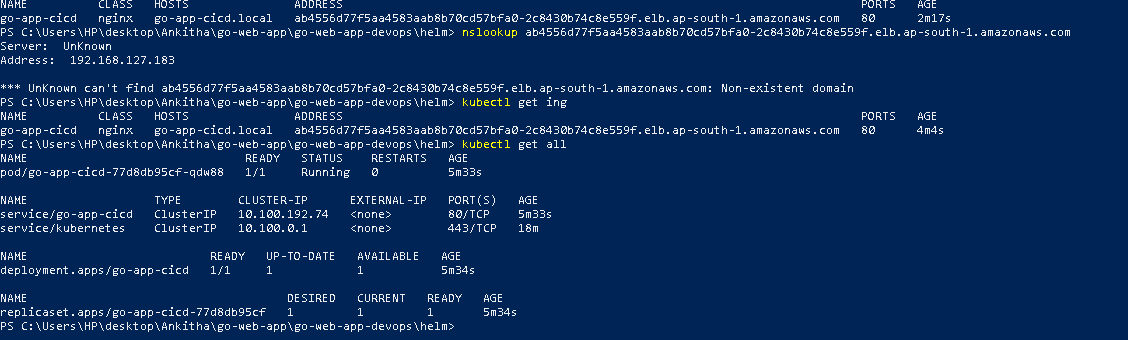 NAME CLASS HOSTS ADDRESS PORTS AGE
go-app-cicd nginx go-app-cicd.local ab4556d77f5aa4583aab8b70cd57bfa0-2c8430b74c8e559f.elb.ap-south-1.amazonaws.com 80 2m17s
PS C:\Users\HP\desktop\Ankitha\go-web-app\go-web-app-devops\helm> nslookup ab4556d77f5aa4583aab8b70cd57bfa0-2c8430b74c8e559f.elb.ap-south-1.amazonaws.com
Server: UnKnown
Address: 192.168.127.183
*** UnKnown can't find ab4556d77f5aa4583aab8b70cd57bfa0-2c8430b74c8e559f.elb.ap-south-1.amazonaws.com: Non-existent domain
PS C:\Users\HP\desktop\Ankitha\go-web-app\go-web-app-devops\helm> kubectl get ing
NAME CLASS HOSTS ADDRESS PORTS AGE
go-app-cicd nginx go-app-cicd.local ab4556d77f5aa4583aab8b70cd57bfa0-2c8430b74c8e559f.elb.ap-south-1.amazonaws.com 80 4m4s
PS C:\Users\HP\desktop\Ankitha\go-web-app\go-web-app-devops\helm> kubectl get all
NAME READY STATUS RESTARTS AGE
pod/go-app-cicd-77d8db95cf-qdw88 1/1 Running 0 5m33s
NAME TYPE CLUSTER-IP EXTERNAL-IP PORT(S) AGE
service/go-app-cicd ClusterIP 10.100.192.74 <none> 80/TCP 5m33s
service/kubernetes ClusterIP 10.100.0.1 <none> 443/TCP 18m
NAME READY UP-TO-DATE AVAILABLE AGE
deployment.apps/go-app-cicd 1/1 1 1 5m34s
NAME DESIRED CURRENT READY AGE
replicaset.apps/go-app-cicd-77d8db95cf 1 1 1 5m34s
PS C:\Users\HP\desktop\Ankitha\go-web-app\go-web-app-devops\helm>